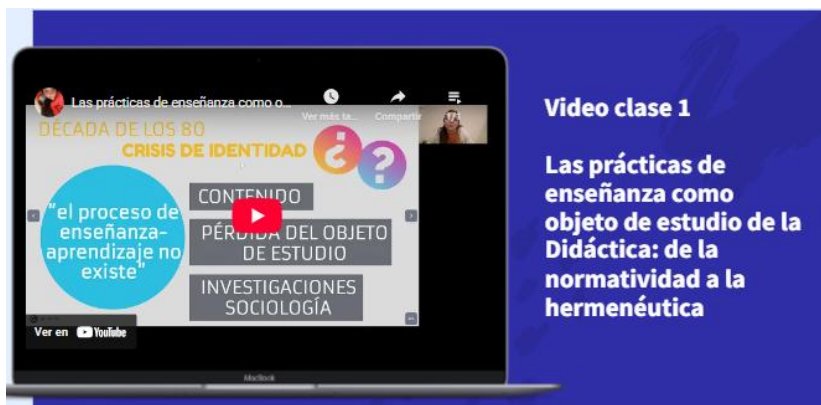 Las prácticas de enseñanza como o...
Ver más ta...
Compartir
DÉCADA DE LOS 80
CRISIS DE IDENTIDAD
¿?
"el proceso de
enseñanza-
aprendizaje no
existe"
CONTENIDO
PÉRDIDA DEL OBJETO
DE ESTUDIO
INVESTIGACIONES
SOCIOLOGÍA
Ver en YouTube
MacBook
Video clase 1
Las prácticas de
enseñanza como
objeto de estudio de la
Didáctica: de la
normatividad a la
hermenéutica